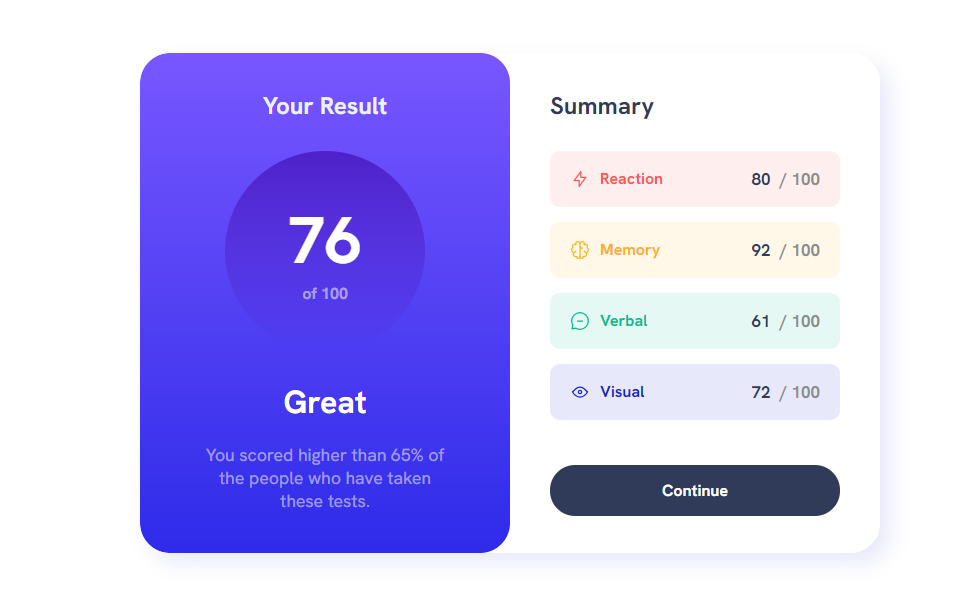 Your Result
76
of 100
Great
You scored higher than 65% of
the people who have taken
these tests.
Summary
Reaction 80 / 100
Memory 92 / 100
Verbal 61 / 100
Visual 72 / 100
Continue